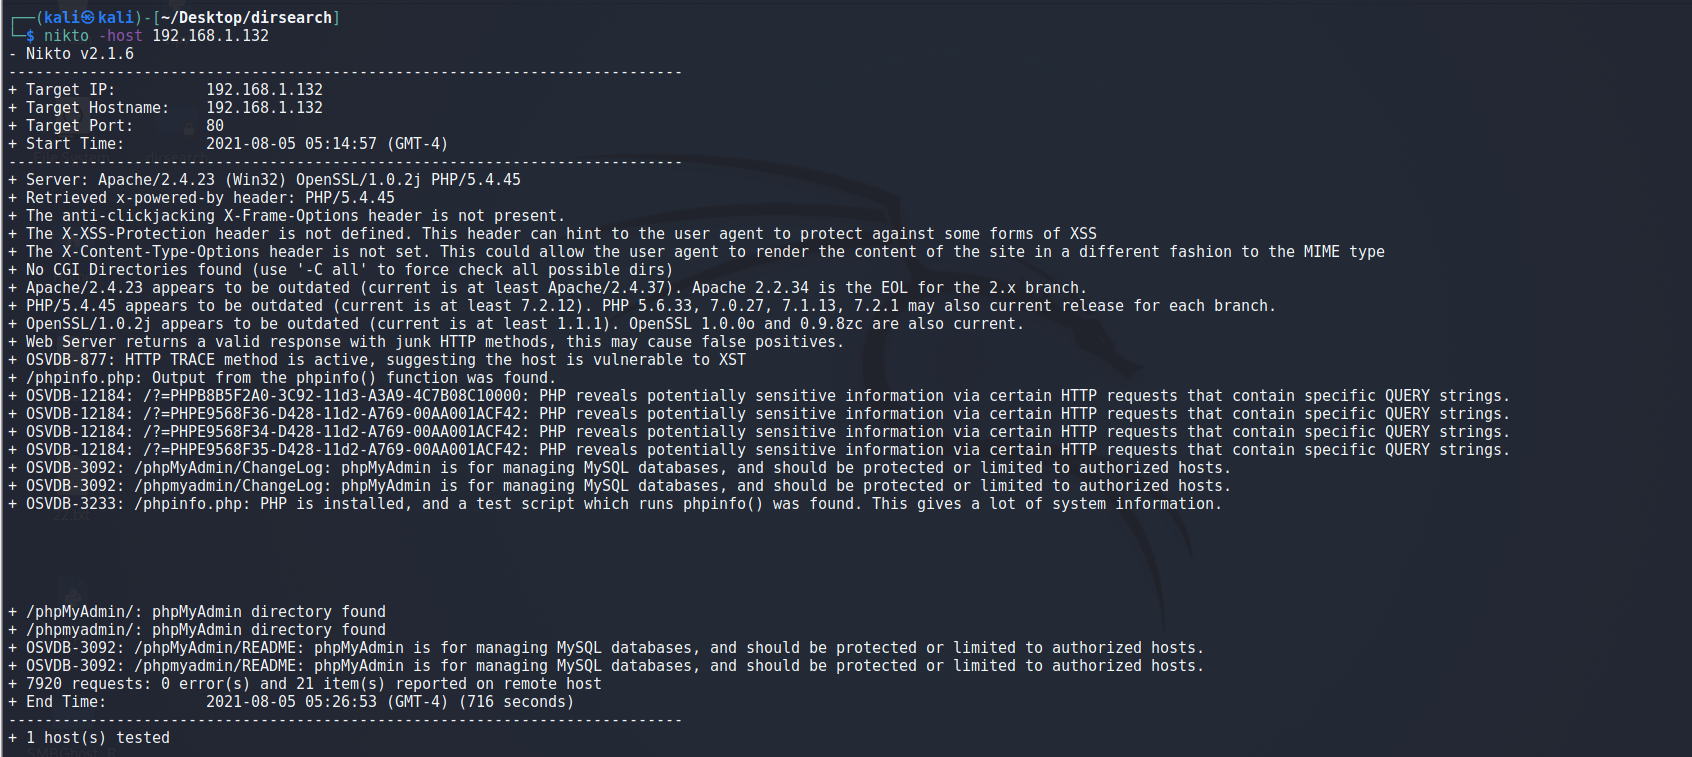 ┌──(kali㉿kali)-[~/Desktop/dirsearch]
└─$ nikto -host 192.168.1.132
- Nikto v2.1.6
---------------------------------------------------------------------------
+ Target IP:          192.168.1.132
+ Target Hostname:    192.168.1.132
+ Target Port:        80
+ Start Time:         2021-08-05 05:14:57 (GMT-4)
---------------------------------------------------------------------------
+ Server: Apache/2.4.23 (Win32) OpenSSL/1.0.2j PHP/5.4.45
+ Retrieved x-powered-by header: PHP/5.4.45
+ The anti-clickjacking X-Frame-Options header is not present.
+ The X-XSS-Protection header is not defined. This header can hint to the user agent to protect against some forms of XSS
+ The X-Content-Type-Options header is not set. This could allow the user agent to render the content of the site in a different fashion to the MIME type
+ No CGI Directories found (use '-C all' to force check all possible dirs)
+ Apache/2.4.23 appears to be outdated (current is at least Apache/2.4.37). Apache 2.2.34 is the EOL for the 2.x branch.
+ PHP/5.4.45 appears to be outdated (current is at least 7.2.12). PHP 5.6.33, 7.0.27, 7.1.13, 7.2.1 may also current release for each branch.
+ OpenSSL/1.0.2j appears to be outdated (current is at least 1.1.1). OpenSSL 1.0.0o and 0.9.8zc are also current.
+ Web Server returns a valid response with junk HTTP methods, this may cause false positives.
+ OSVDB-877: HTTP TRACE method is active, suggesting the host is vulnerable to XST
+ /phpinfo.php: Output from the phpinfo() function was found.
+ OSVDB-12184: /?=PHPB8B5F2A0-3C92-11d3-A3A9-4C7B08C10000: PHP reveals potentially sensitive information via certain HTTP requests that contain specific QUERY strings.
+ OSVDB-12184: /?=PHPE9568F36-D428-11d2-A769-00AA001ACF42: PHP reveals potentially sensitive information via certain HTTP requests that contain specific QUERY strings.
+ OSVDB-12184: /?=PHPE9568F34-D428-11d2-A769-00AA001ACF42: PHP reveals potentially sensitive information via certain HTTP requests that contain specific QUERY strings.
+ OSVDB-12184: /?=PHPE9568F35-D428-11d2-A769-00AA001ACF42: PHP reveals potentially sensitive information via certain HTTP requests that contain specific QUERY strings.
+ OSVDB-3092: /phpMyAdmin/ChangeLog: phpMyAdmin is for managing MySQL databases, and should be protected or limited to authorized hosts.
+ OSVDB-3092: /phpmyadmin/ChangeLog: phpMyAdmin is for managing MySQL databases, and should be protected or limited to authorized hosts.
+ OSVDB-3233: /phpinfo.php: PHP is installed, and a test script which runs phpinfo() was found. This gives a lot of system information.
+ /phpMyAdmin/: phpMyAdmin directory found
+ /phpmyadmin/: phpMyAdmin directory found
+ OSVDB-3092: /phpMyAdmin/README: phpMyAdmin is for managing MySQL databases, and should be protected or limited to authorized hosts.
+ OSVDB-3092: /phpmyadmin/README: phpMyAdmin is for managing MySQL databases, and should be protected or limited to authorized hosts.
+ 7920 requests: 0 error(s) and 21 item(s) reported on remote host
+ End Time:           2021-08-05 05:26:53 (GMT-4) (716 seconds)
---------------------------------------------------------------------------
+ 1 host(s) tested